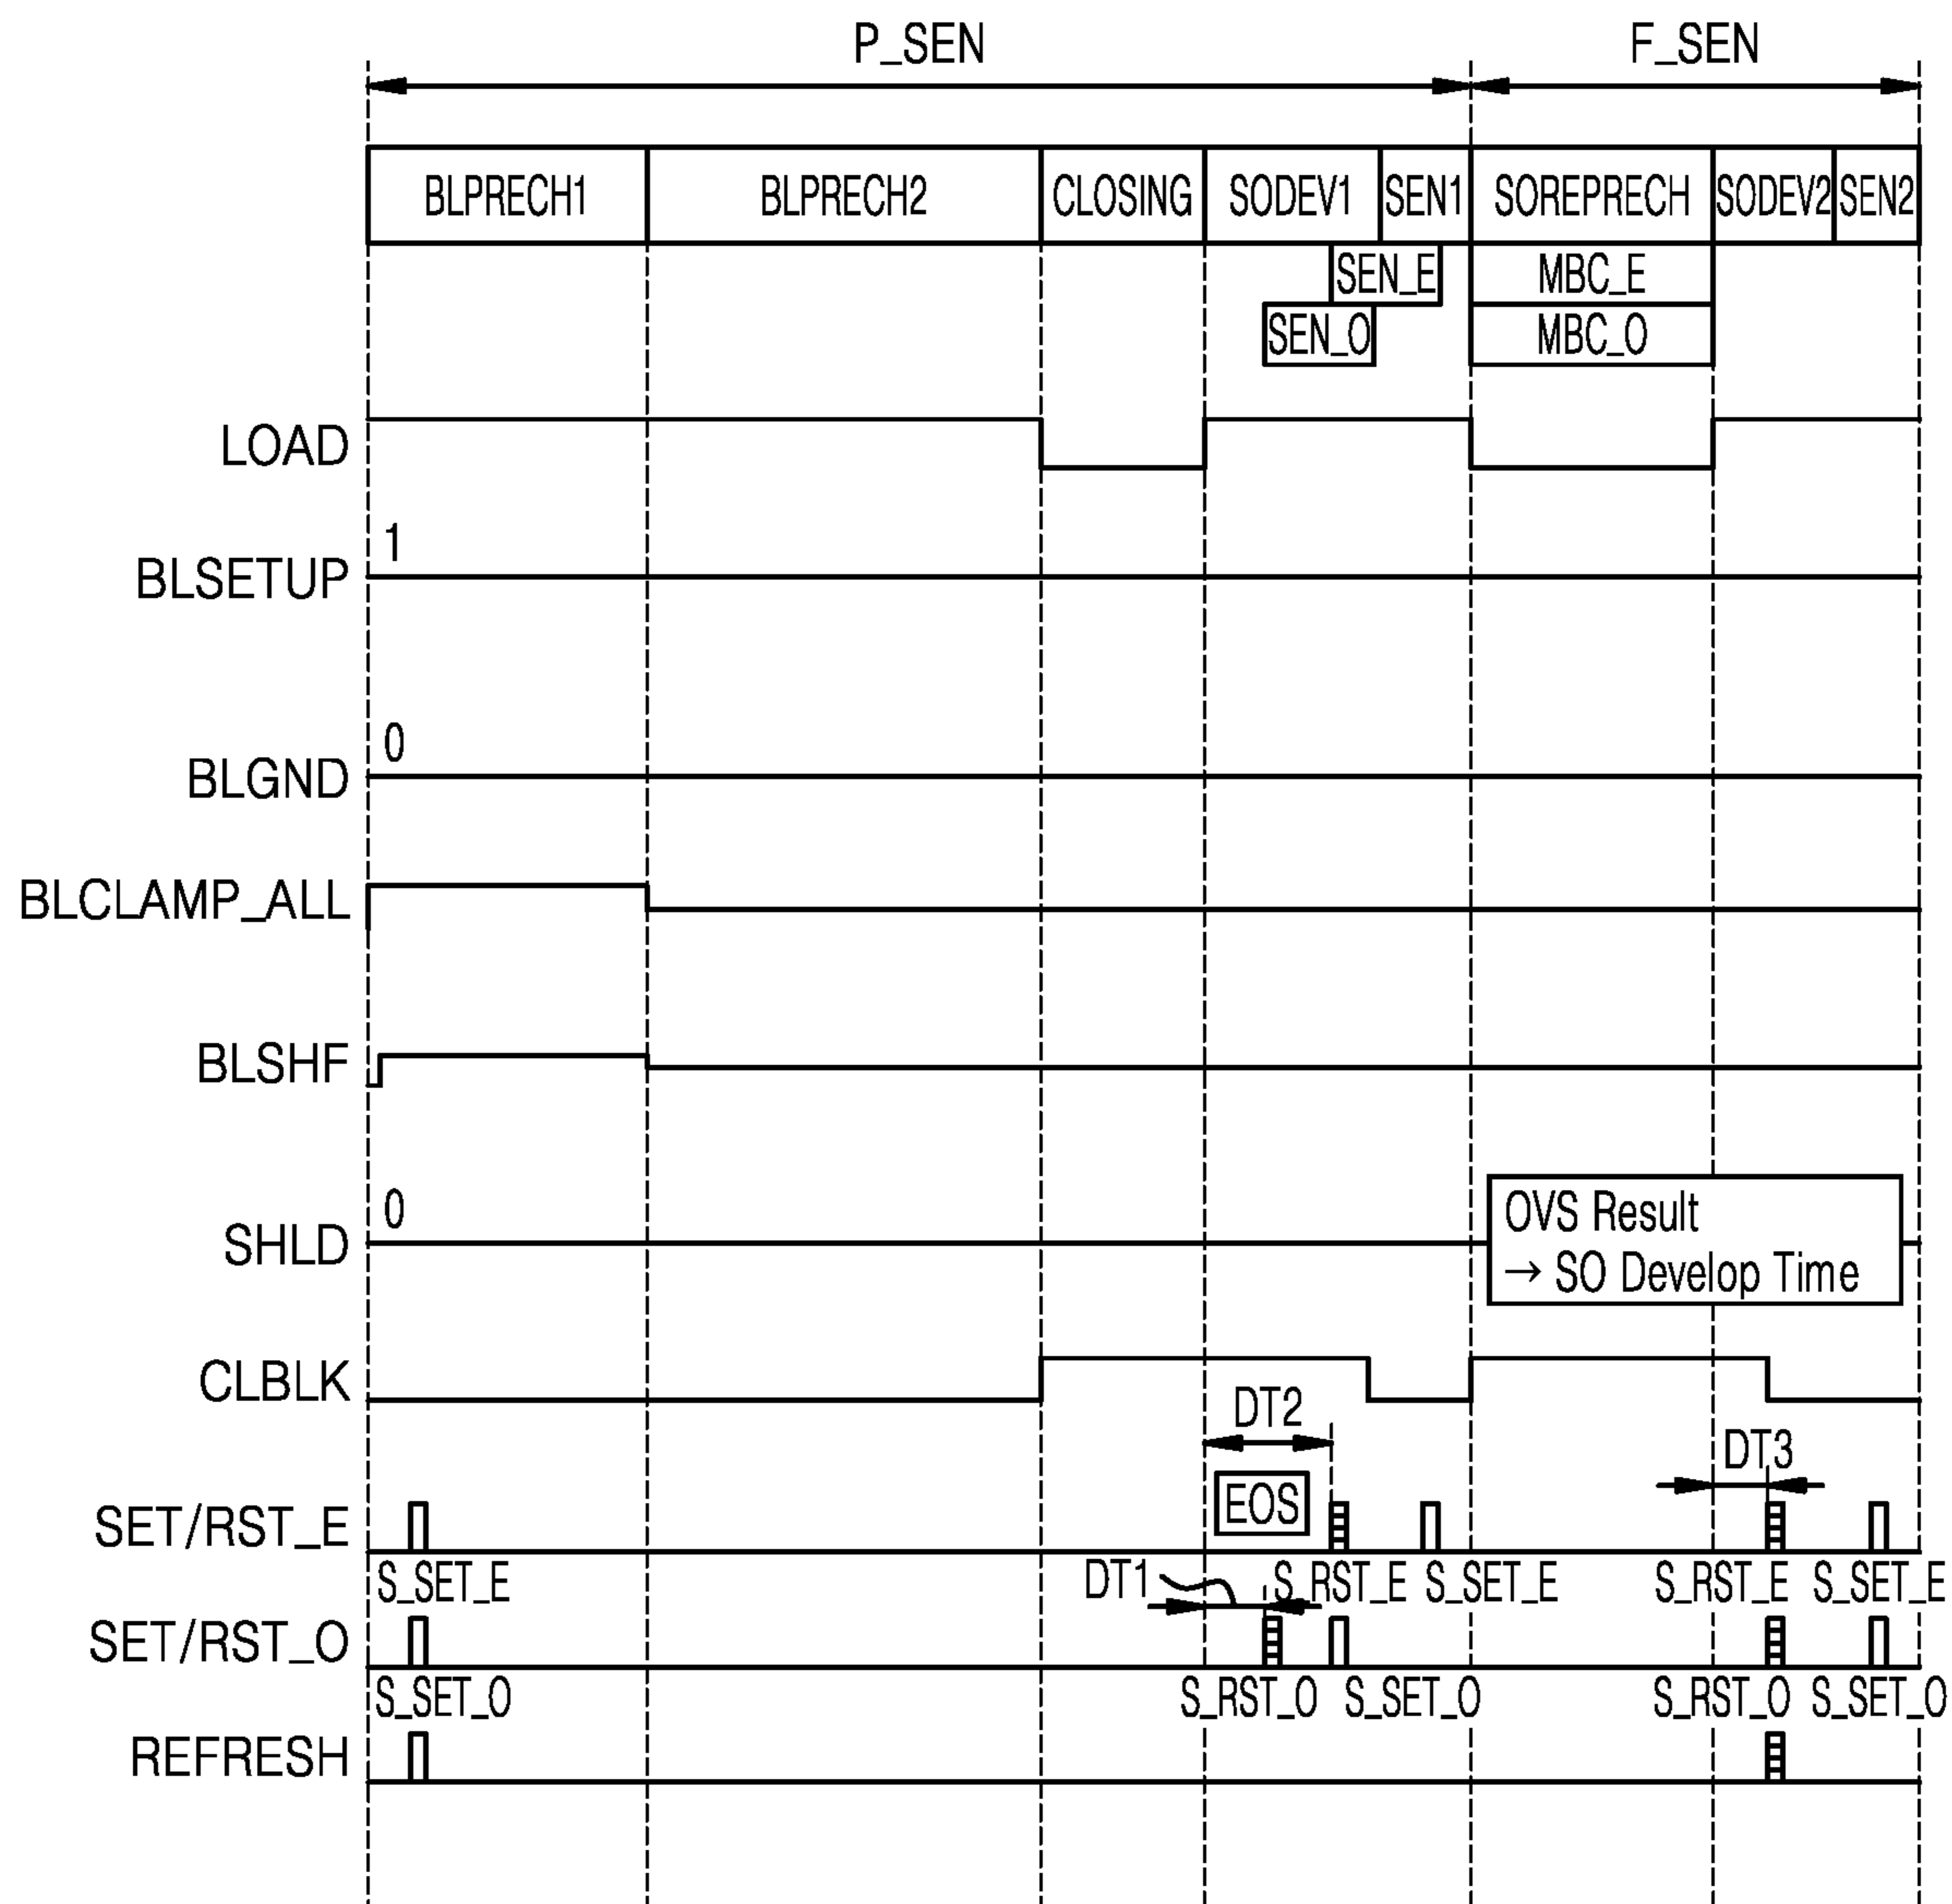 P_SEN F_SEN
BLPRECH1 BLPRECH2 CLOSING SODEV1 SEN1 SOREPRECH SODEV2 SEN2
SEN_E MBC_E
SEN_O MBC_O
LOAD
1
BLSETUP
0
BLGND
BLCLAMP_ALL
BLSHF
0
SHLD
OVS Result
→ SO Develop Time
CLBLK
DT2
DT3
EOS
SET/RST_E
S_SET_E DT1 S_RST_E S_SET_E S_RST_E S_SET_E
SET/RST_O
S_SET_O S_RST_O S_SET_O S_RST_O S_SET_O
REFRESH